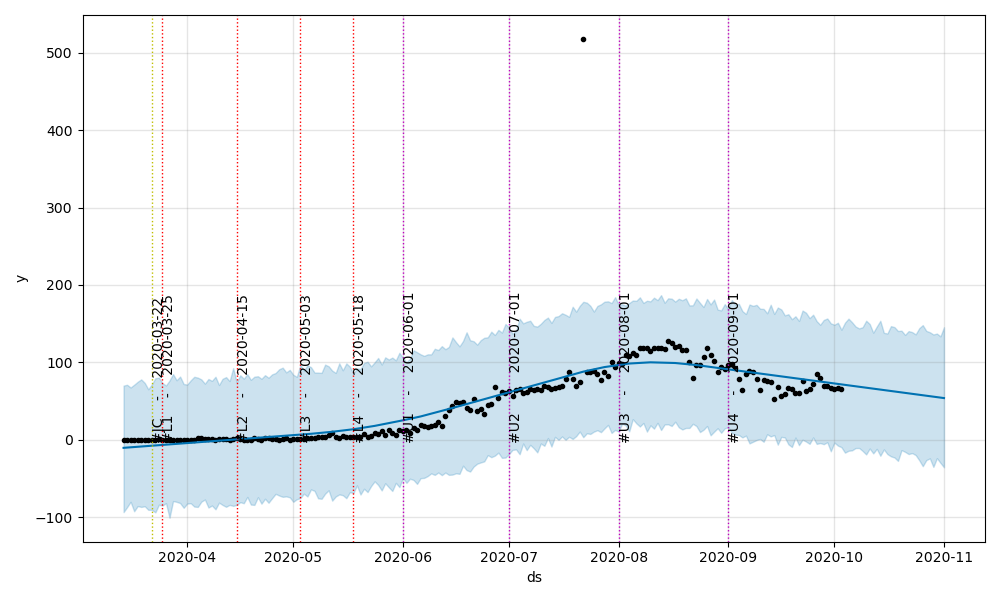 500
400
300
200
100
0
−100
y
#C - 2020-03-22
#L1 - 2020-03-25
#L2 - 2020-04-15
#L3 - 2020-05-03
#L4 - 2020-05-18
#U1 - 2020-06-01
#U2 - 2020-07-01
#U3 - 2020-08-01
#U4 - 2020-09-01
2020-04
2020-05
2020-06
2020-07
2020-08
2020-09
2020-10
2020-11
ds